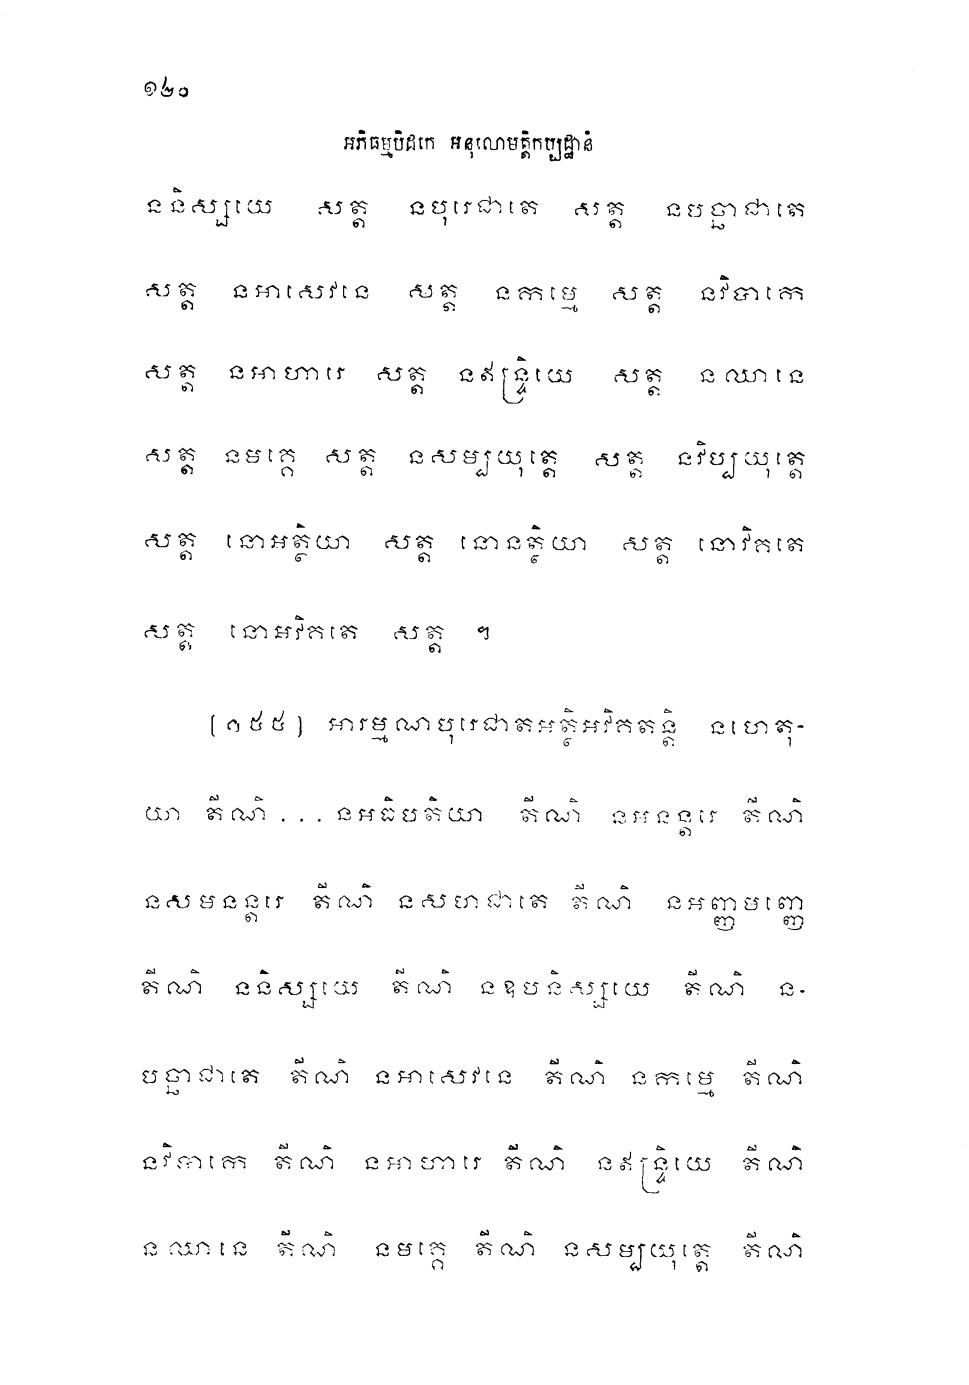 ១២០
អភិធម្មបិដកេ អនុលោមត្តិកប្បដ្ឋានំ
ននិស្សយេ សត្ត នបុរេជាតេ សត្ត នបច្ឆាជាតេ
សត្ត នអាសេវនេ សត្ត នកម្មេ សត្ត នវិបាកេ
សត្ត នអាហារេ សត្ត នឥន្ទ្រិយេ សត្ត នឈានេ
សត្ត នមគ្គេ សត្ត នសម្បយុត្តេ សត្ត នវិប្បយុត្តេ
សត្ត នោអត្ថិយា សត្ត នោនត្ថិយា សត្ត នោវិគតេ
សត្ត នោអវិគតេ សត្ត ។
(១៥៥) អារម្មណបុរេជាតអត្ថិអវិគតន្តិ នហេតុ-
យា តីណិ ... នអធិបតិយា តីណិ នអនន្តរេ តីណិ
នសមនន្តរេ តីណិ នសហជាតេ តីណិ នអញ្ញមញ្ញេ
តីណិ ននិស្សយេ តីណិ នឧបនិស្សយេ តីណិ ន-
បច្ឆាជាតេ តីណិ នអាសេវនេ តីណិ នកម្មេ តីណិ
នវិបាកេ តីណិ នអាហារេ តីណិ នឥន្ទ្រិយេ តីណិ
នឈានេ តីណិ នមគ្គេ តីណិ នសម្បយុត្តេ តីណិ